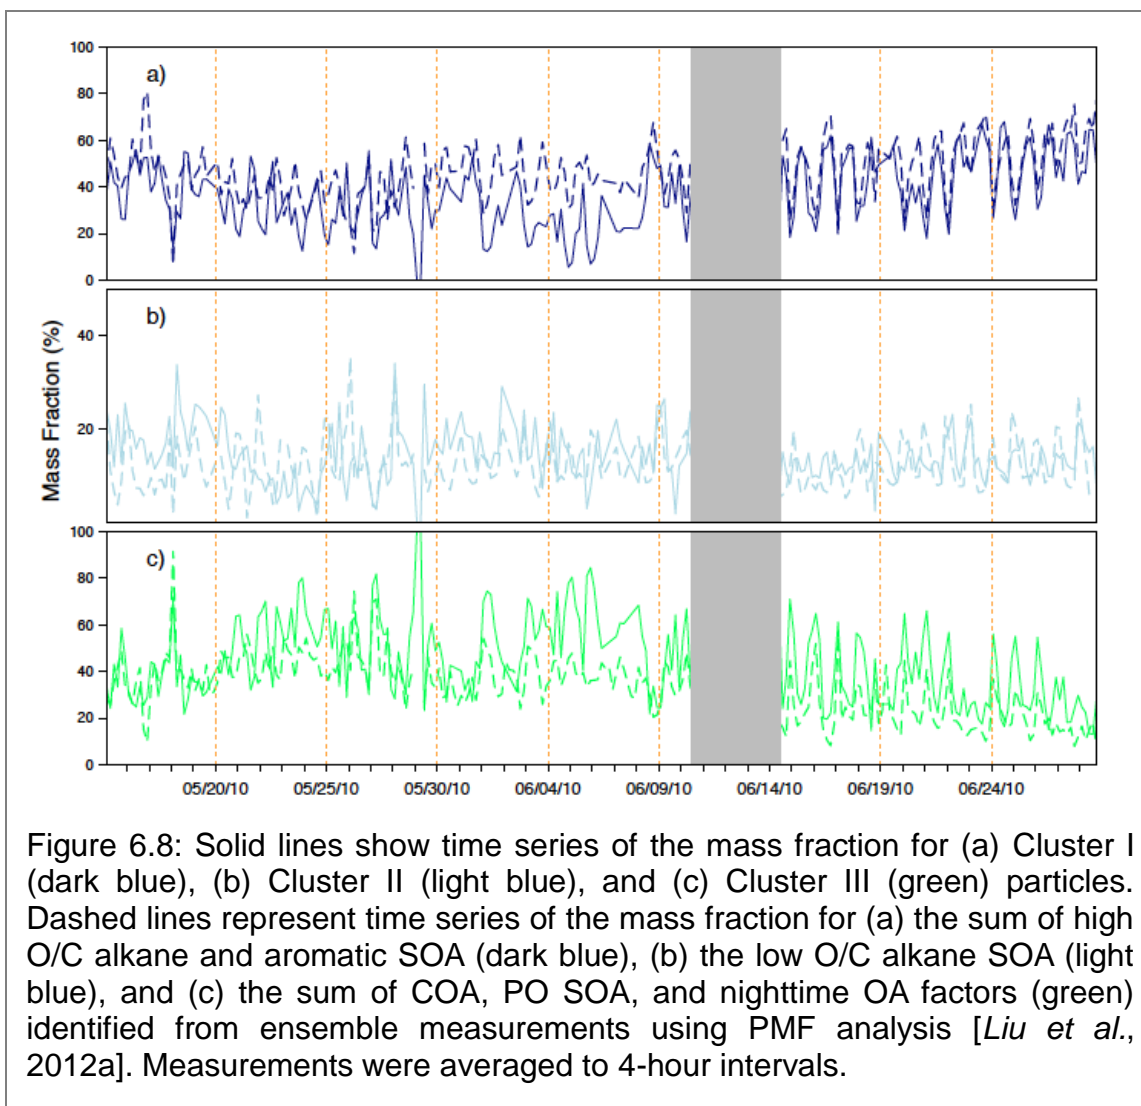 100
80
60
40
20
0
a)
Mass Fraction (%)
40
20
b)
100
80
60
40
20
0
c)
05/20/10 05/25/10 05/30/10 06/04/10 06/09/10 06/14/10 06/19/10 06/24/10
Figure 6.8: Solid lines show time series of the mass fraction for (a) Cluster I
(dark blue), (b) Cluster II (light blue), and (c) Cluster III (green) particles.
Dashed lines represent time series of the mass fraction for (a) the sum of high
O/C alkane and aromatic SOA (dark blue), (b) the low O/C alkane SOA (light
blue), and (c) the sum of COA, PO SOA, and nighttime OA factors (green)
identified from ensemble measurements using PMF analysis [Liu et al.,
2012a]. Measurements were averaged to 4-hour intervals.